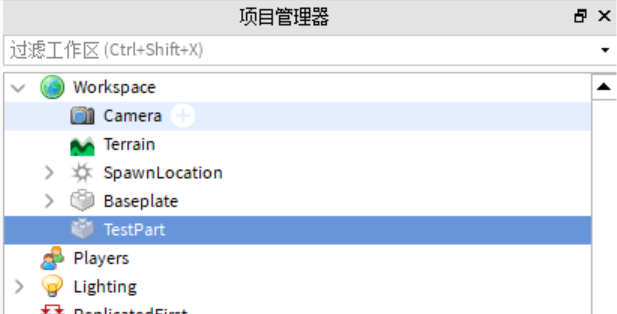 项目管理器
过滤工作区 (Ctrl+Shift+X)
Workspace
Camera
Terrain
SpawnLocation
Baseplate
TestPart
Players
Lighting
ReplicatedFirst